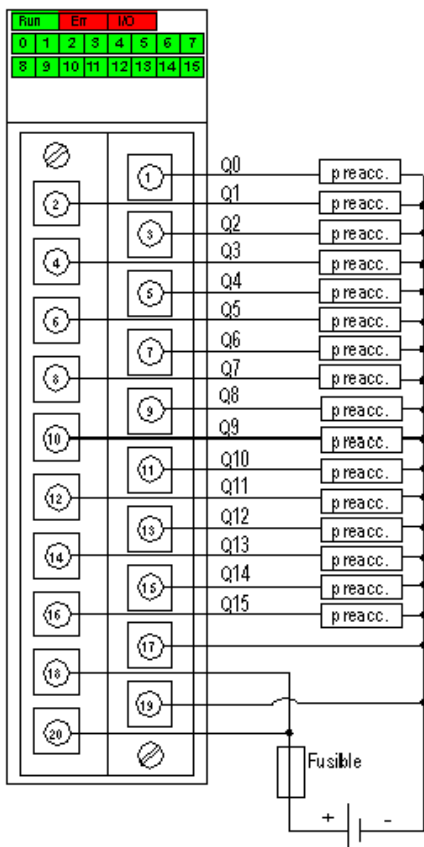 Run Err I/O
0 1 2 3 4 5 6 7
8 9 10 11 12 13 14 15
1 Q0 preacc.
2 Q1 preacc.
3 Q2 preacc.
4 Q3 preacc.
5 Q4 preacc.
6 Q5 preacc.
7 Q6 preacc.
8 Q7 preacc.
9 Q8 preacc.
10 Q9 preacc.
11 Q10 preacc.
12 Q11 preacc.
13 Q12 preacc.
14 Q13 preacc.
15 Q14 preacc.
16 Q15 preacc.
17
18
19
20
Fusible
+ -